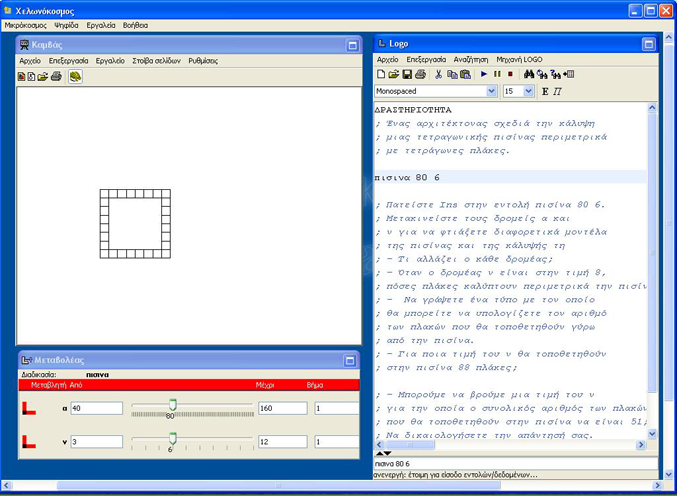 Χελωνόκοσμος
Μικρόκοσμος Ψηφίδα Εργαλεία Βοήθεια
Καμβάς
Αρχείο Επεξεργασία Εργαλείο Στοίβα σελίδων Ρυθμίσεις
Μεταβολέας
Διαδικασία: πισινα
Μεταβλητή Από Μέχρι Βήμα
α 40 80 160 1
ν 3 6 12 1
Logo
Αρχείο Επεξεργασία Αναζήτηση Μηχανή LOGO
Monospaced 15 Ε Π
ΔΡΑΣΤΗΡΙΟΤΗΤΑ
; Ένας αρχιτέκτονας σχεδιά την κάλυψη
; μιας τετραγωνικής πισίνας περιμετρικά
; με τετράγωνες πλάκες.
πισινα 80 6
; Πατείστε Ins στην εντολή πισίνα 80 6.
; Μετακινείστε τους δρομείς α και
; ν για να φτιάξετε διαφορετικά μοντέλα
; της πισίνας και της κάλυψής τη
; – Τι αλλάζει ο κάθε δρομέας;
; – Όταν ο δρομέας ν είναι στην τιμή 8,
; πόσες πλάκες καλύπτουν περιμετρικά την πισίν
; – Να γράψετε ένα τύπο με τον οποίο
; θα μπορείτε να υπολογίζετε τον αριθμό
; των πλακών που θα τοποθετηθούν γύρω
; από την πισίνα.
; – Για ποια τιμή του ν θα τοποθετηθούν
; στην πισίνα 88 πλάκες;
; – Μπορούμε να βρούμε μια τιμή του ν
; για την οποία ο συνολικός αριθμός των πλακών
; που θα τοποθετηθούν στην πισίνα να είναι 51;
; Να δικαιολογήσετε την απάντησή σας.
πισινα 80 6
ανενεργή: έτοιμη για είσοδο εντολών/δεδομένων...